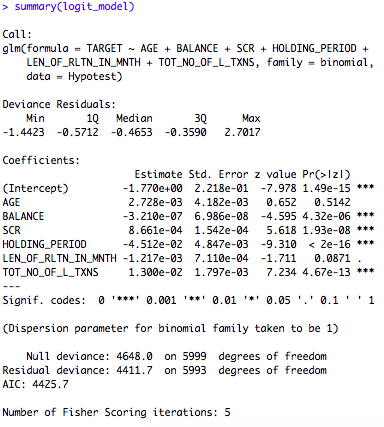 > summary(logit_model)

Call:
glm(formula = TARGET ~ AGE + BALANCE + SCR + HOLDING_PERIOD +
    LEN_OF_RLTN_IN_MNTH + TOT_NO_OF_L_TXNS, family = binomial,
    data = Hypotest)

Deviance Residuals:
    Min       1Q   Median       3Q      Max
-1.4423  -0.5712  -0.4653  -0.3590   2.7017

Coefficients:
                      Estimate Std. Error z value Pr(>|z|)
(Intercept)         -1.770e+00  2.218e-01  -7.978 1.49e-15 ***
AGE                  2.728e-03  4.182e-03   0.652   0.5142
BALANCE             -3.210e-07  6.986e-08  -4.595 4.32e-06 ***
SCR                  8.661e-04  1.542e-04   5.618 1.93e-08 ***
HOLDING_PERIOD      -4.512e-02  4.847e-03  -9.310  < 2e-16 ***
LEN_OF_RLTN_IN_MNTH -1.217e-03  7.110e-04  -1.711   0.0871 .
TOT_NO_OF_L_TXNS     1.300e-02  1.797e-03   7.234 4.67e-13 ***
---
Signif. codes:  0 '***' 0.001 '**' 0.01 '*' 0.05 '.' 0.1 ' ' 1

(Dispersion parameter for binomial family taken to be 1)

    Null deviance: 4648.0  on 5999  degrees of freedom
Residual deviance: 4411.7  on 5993  degrees of freedom
AIC: 4425.7

Number of Fisher Scoring iterations: 5